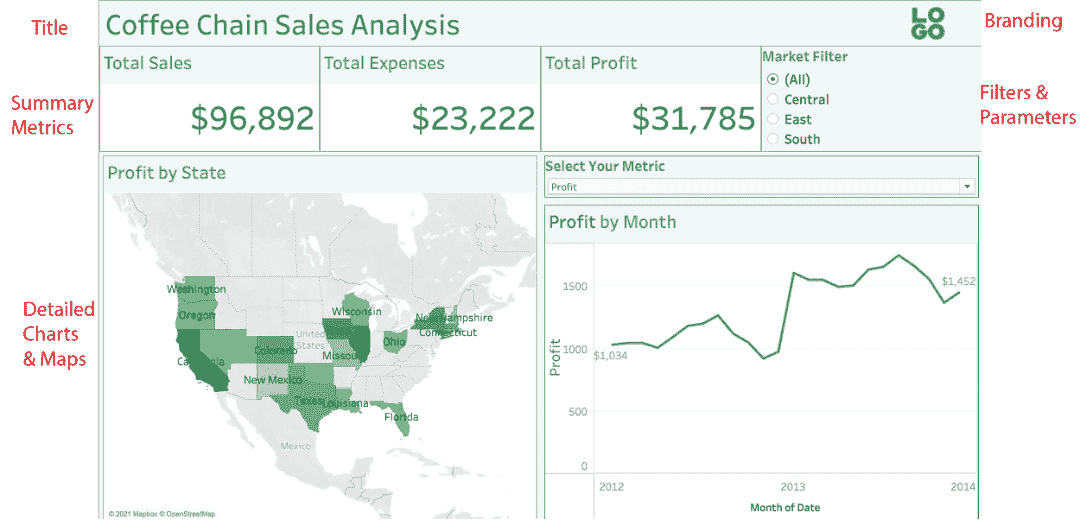 Title
Coffee Chain Sales Analysis
LO
GO
Branding
Total Sales
Total Expenses
Total Profit
Market Filter
(All)
Central
East
South
Summary
Metrics
$96,892
$23,222
$31,785
Filters &
Parameters
Profit by State
Select Your Metric
Profit
Profit by Month
Detailed
Charts
& Maps
Washington
Oregon
California
Colorado
New Mexico
Texas
Louisiana
Missouri
Wisconsin
Ohio
New Hampshire
Connecticut
Florida
United
States
Mexico
© 2021 Mapbox © OpenStreetMap
Profit
1500
1000
500
0
$1,034
$1,452
2012
2013
2014
Month of Date